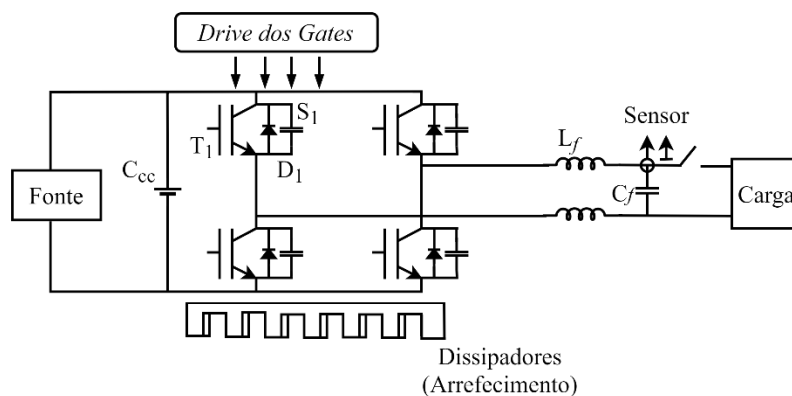 Drive dos Gates
S1
T1
D1
Fonte
Ccc
Lf
Sensor
Cf
Carga
Dissipadores
(Arrefecimento)